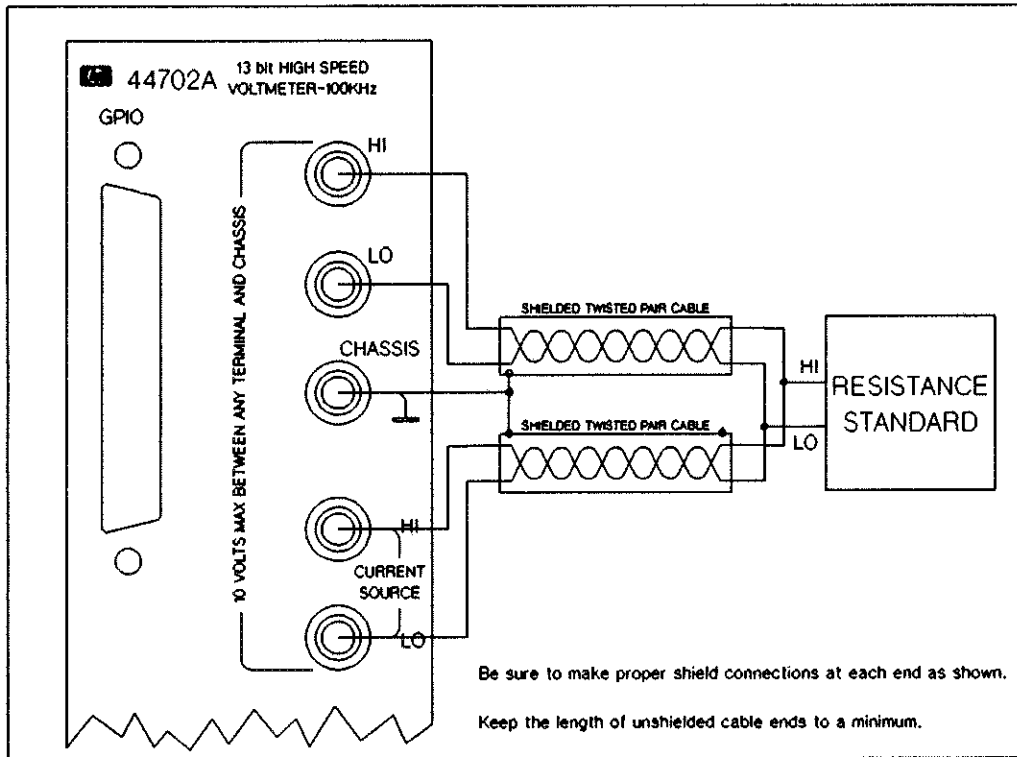 hp 44702A
13 bit HIGH SPEED
VOLTMETER-100KHz
GPIO
10 VOLTS MAX BETWEEN ANY TERMINAL AND CHASSIS
HI
LO
CHASSIS
HI
CURRENT
SOURCE
LO
SHIELDED TWISTED PAIR CABLE
SHIELDED TWISTED PAIR CABLE
HI
LO
RESISTANCE
STANDARD
Be sure to make proper shield connections at each end as shown.
Keep the length of unshielded cable ends to a minimum.